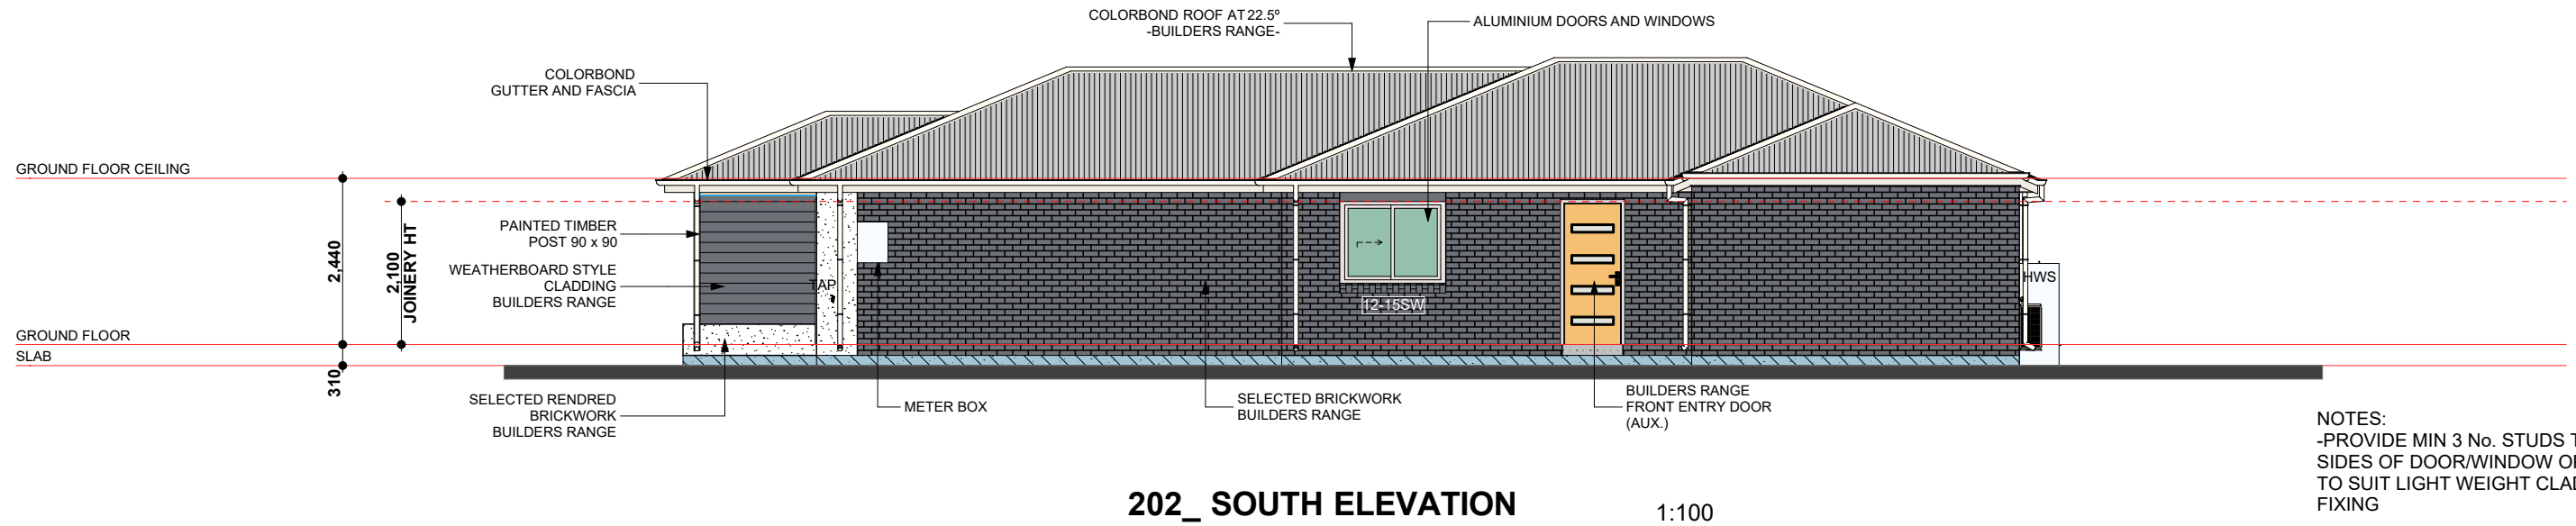 COLORBOND ROOF AT 22.5º
-BUILDERS RANGE-
ALUMINIUM DOORS AND WINDOWS
COLORBOND
GUTTER AND FASCIA
GROUND FLOOR CEILING
PAINTED TIMBER
POST 90 x 90
WEATHERBOARD STYLE
CLADDING
BUILDERS RANGE
2,440
2,100
JOINERY HT
TAP
12-15SW
HWS
GROUND FLOOR
SLAB
310
SELECTED RENDRED
BRICKWORK
BUILDERS RANGE
METER BOX
SELECTED BRICKWORK
BUILDERS RANGE
BUILDERS RANGE
FRONT ENTRY DOOR
(AUX.)
NOTES:
-PROVIDE MIN 3 No. STUDS
SIDES OF DOOR/WINDOW
TO SUIT LIGHT WEIGHT
FIXING
202_ SOUTH ELEVATION
1:100